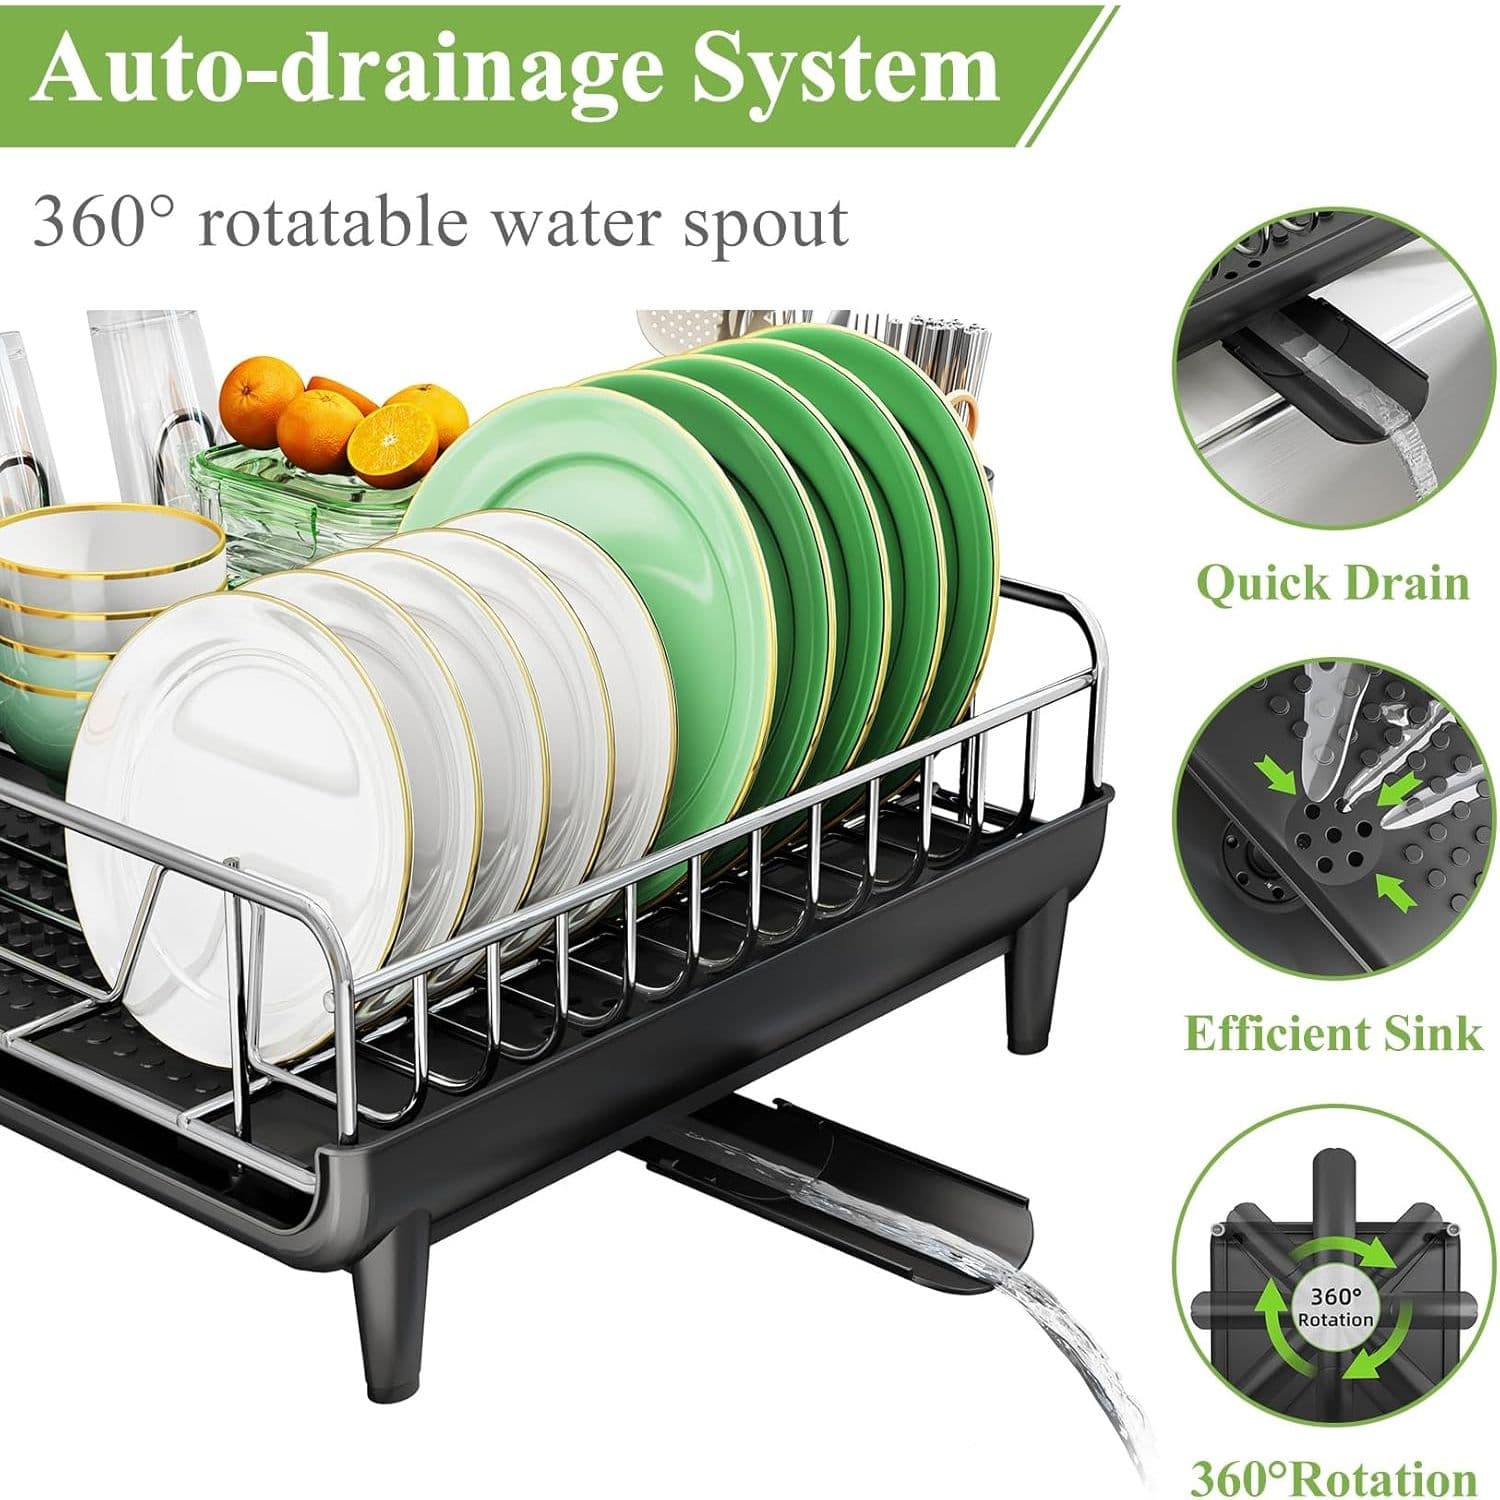 Auto-drainage System
360° rotatable water spout
Quick Drain
Efficient Sink
360°
Rotation
360°Rotation